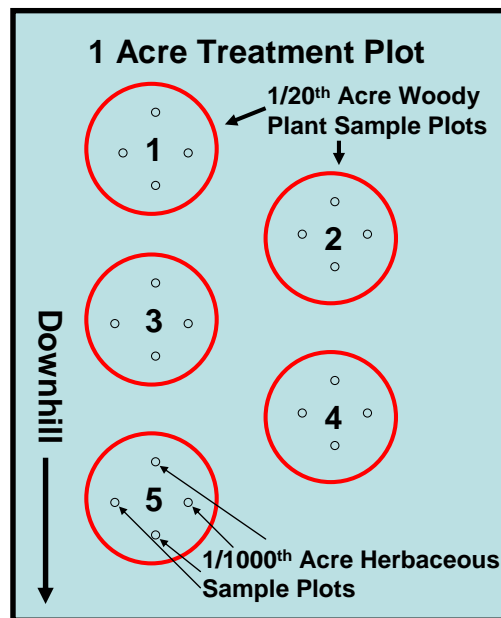 1 Acre Treatment Plot
1/20th Acre Woody
Plant Sample Plots
1
2
3
4
5
Downhill
1/1000th Acre Herbaceous
Sample Plots